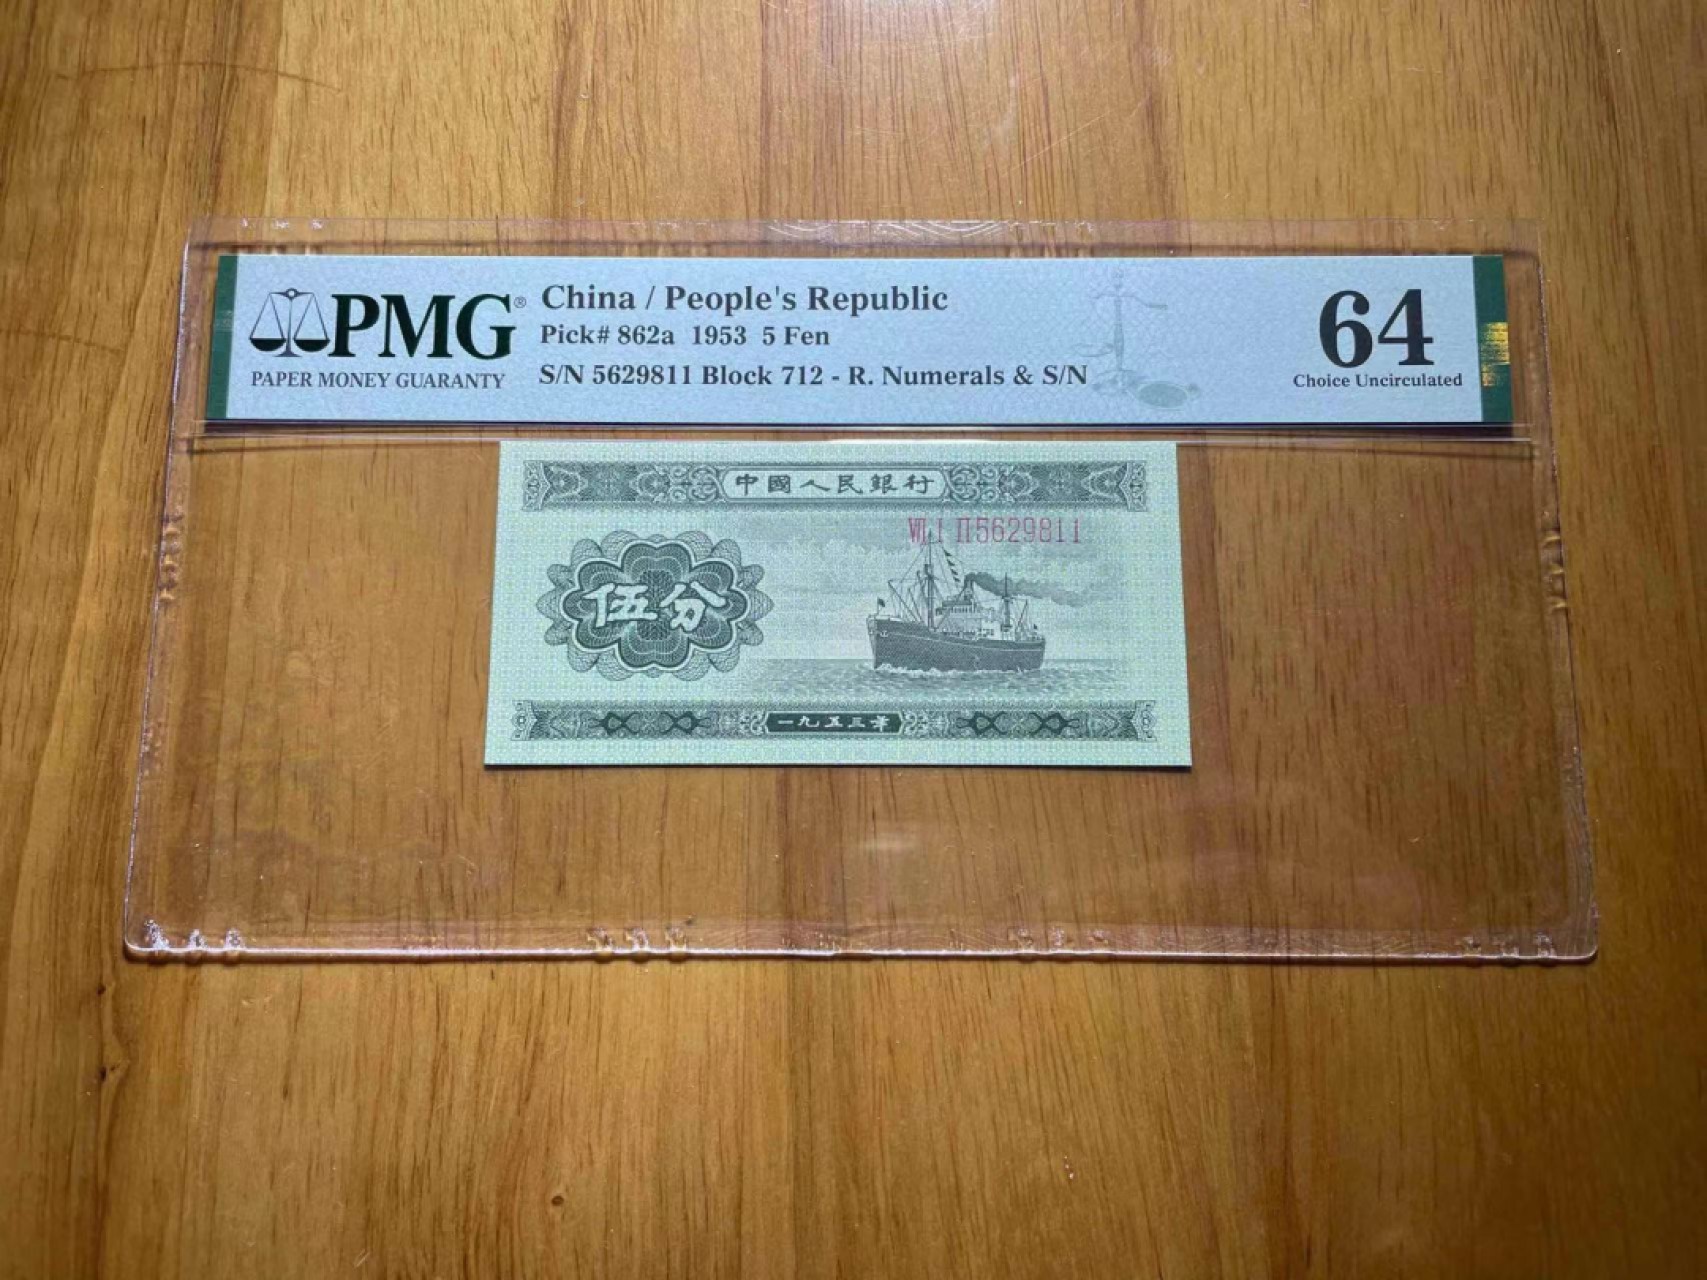 PMG®
PAPER MONEY GUARANTY
China / People's Republic
Pick# 862a 1953 5 Fen
S/N 5629811 Block 712 - R. Numerals & S/N
64
Choice Uncirculated
中國人民銀行
ⅦⅠⅡ5629811
伍分
一九五三年